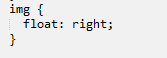 img {
  float: right;
}